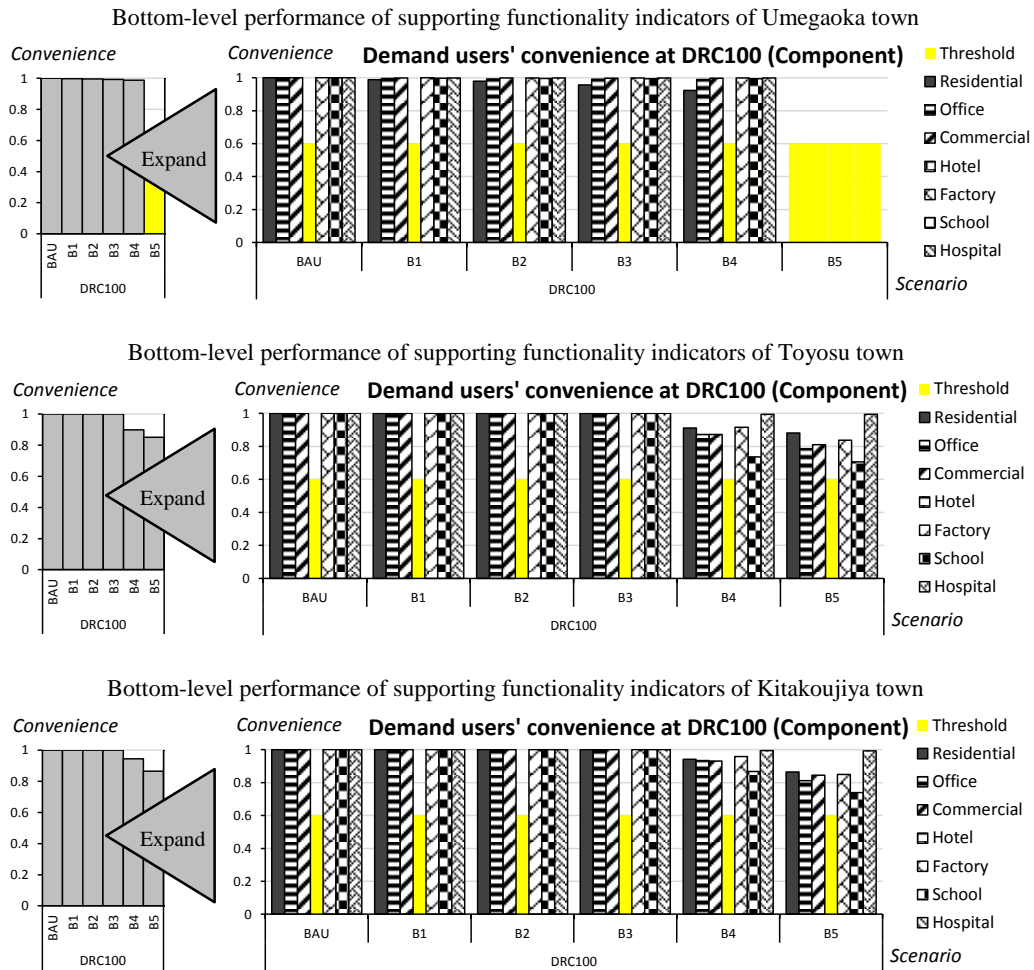 Bottom-level performance of supporting functionality indicators of Umegaoka town
Convenience
1
0.8
0.6
0.4
0.2
0
BAU
B1
B2
B3
B4
B5
DRC100
Expand
Convenience
Demand users' convenience at DRC100 (Component)
1
0.8
0.6
0.4
0.2
0
BAU B1 B2 B3 B4 B5
DRC100
Scenario
Threshold
Residential
Office
Commercial
Hotel
Factory
School
Hospital
Bottom-level performance of supporting functionality indicators of Toyosu town
Convenience
1
0.8
0.6
0.4
0.2
0
BAU
B1
B2
B3
B4
B5
DRC100
Expand
Convenience
Demand users' convenience at DRC100 (Component)
1
0.8
0.6
0.4
0.2
0
BAU B1 B2 B3 B4 B5
DRC100
Scenario
Threshold
Residential
Office
Commercial
Hotel
Factory
School
Hospital
Bottom-level performance of supporting functionality indicators of Kitakoujiya town
Convenience
1
0.8
0.6
0.4
0.2
0
BAU
B1
B2
B3
B4
B5
DRC100
Expand
Convenience
Demand users' convenience at DRC100 (Component)
1
0.8
0.6
0.4
0.2
0
BAU B1 B2 B3 B4 B5
DRC100
Scenario
Threshold
Residential
Office
Commercial
Hotel
Factory
School
Hospital